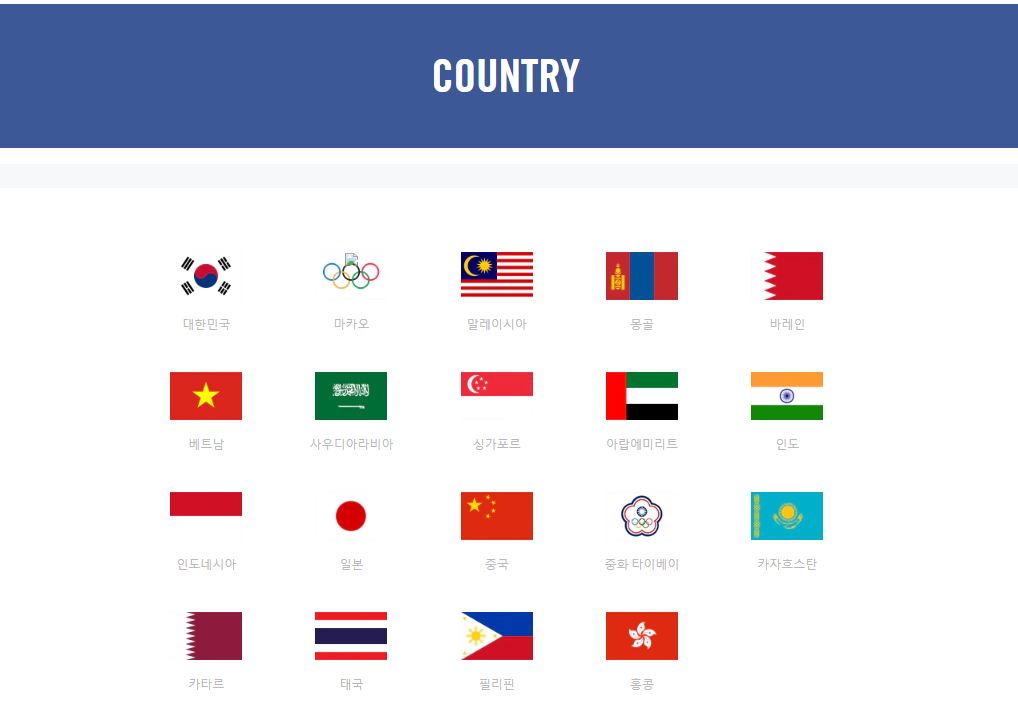 COUNTRY
대한민국
마카오
말레이시아
몽골
바레인
베트남
사우디아라비아
싱가포르
아랍에미리트
인도
인도네시아
일본
중국
중화 타이베이
카자흐스탄
카타르
태국
필리핀
홍콩